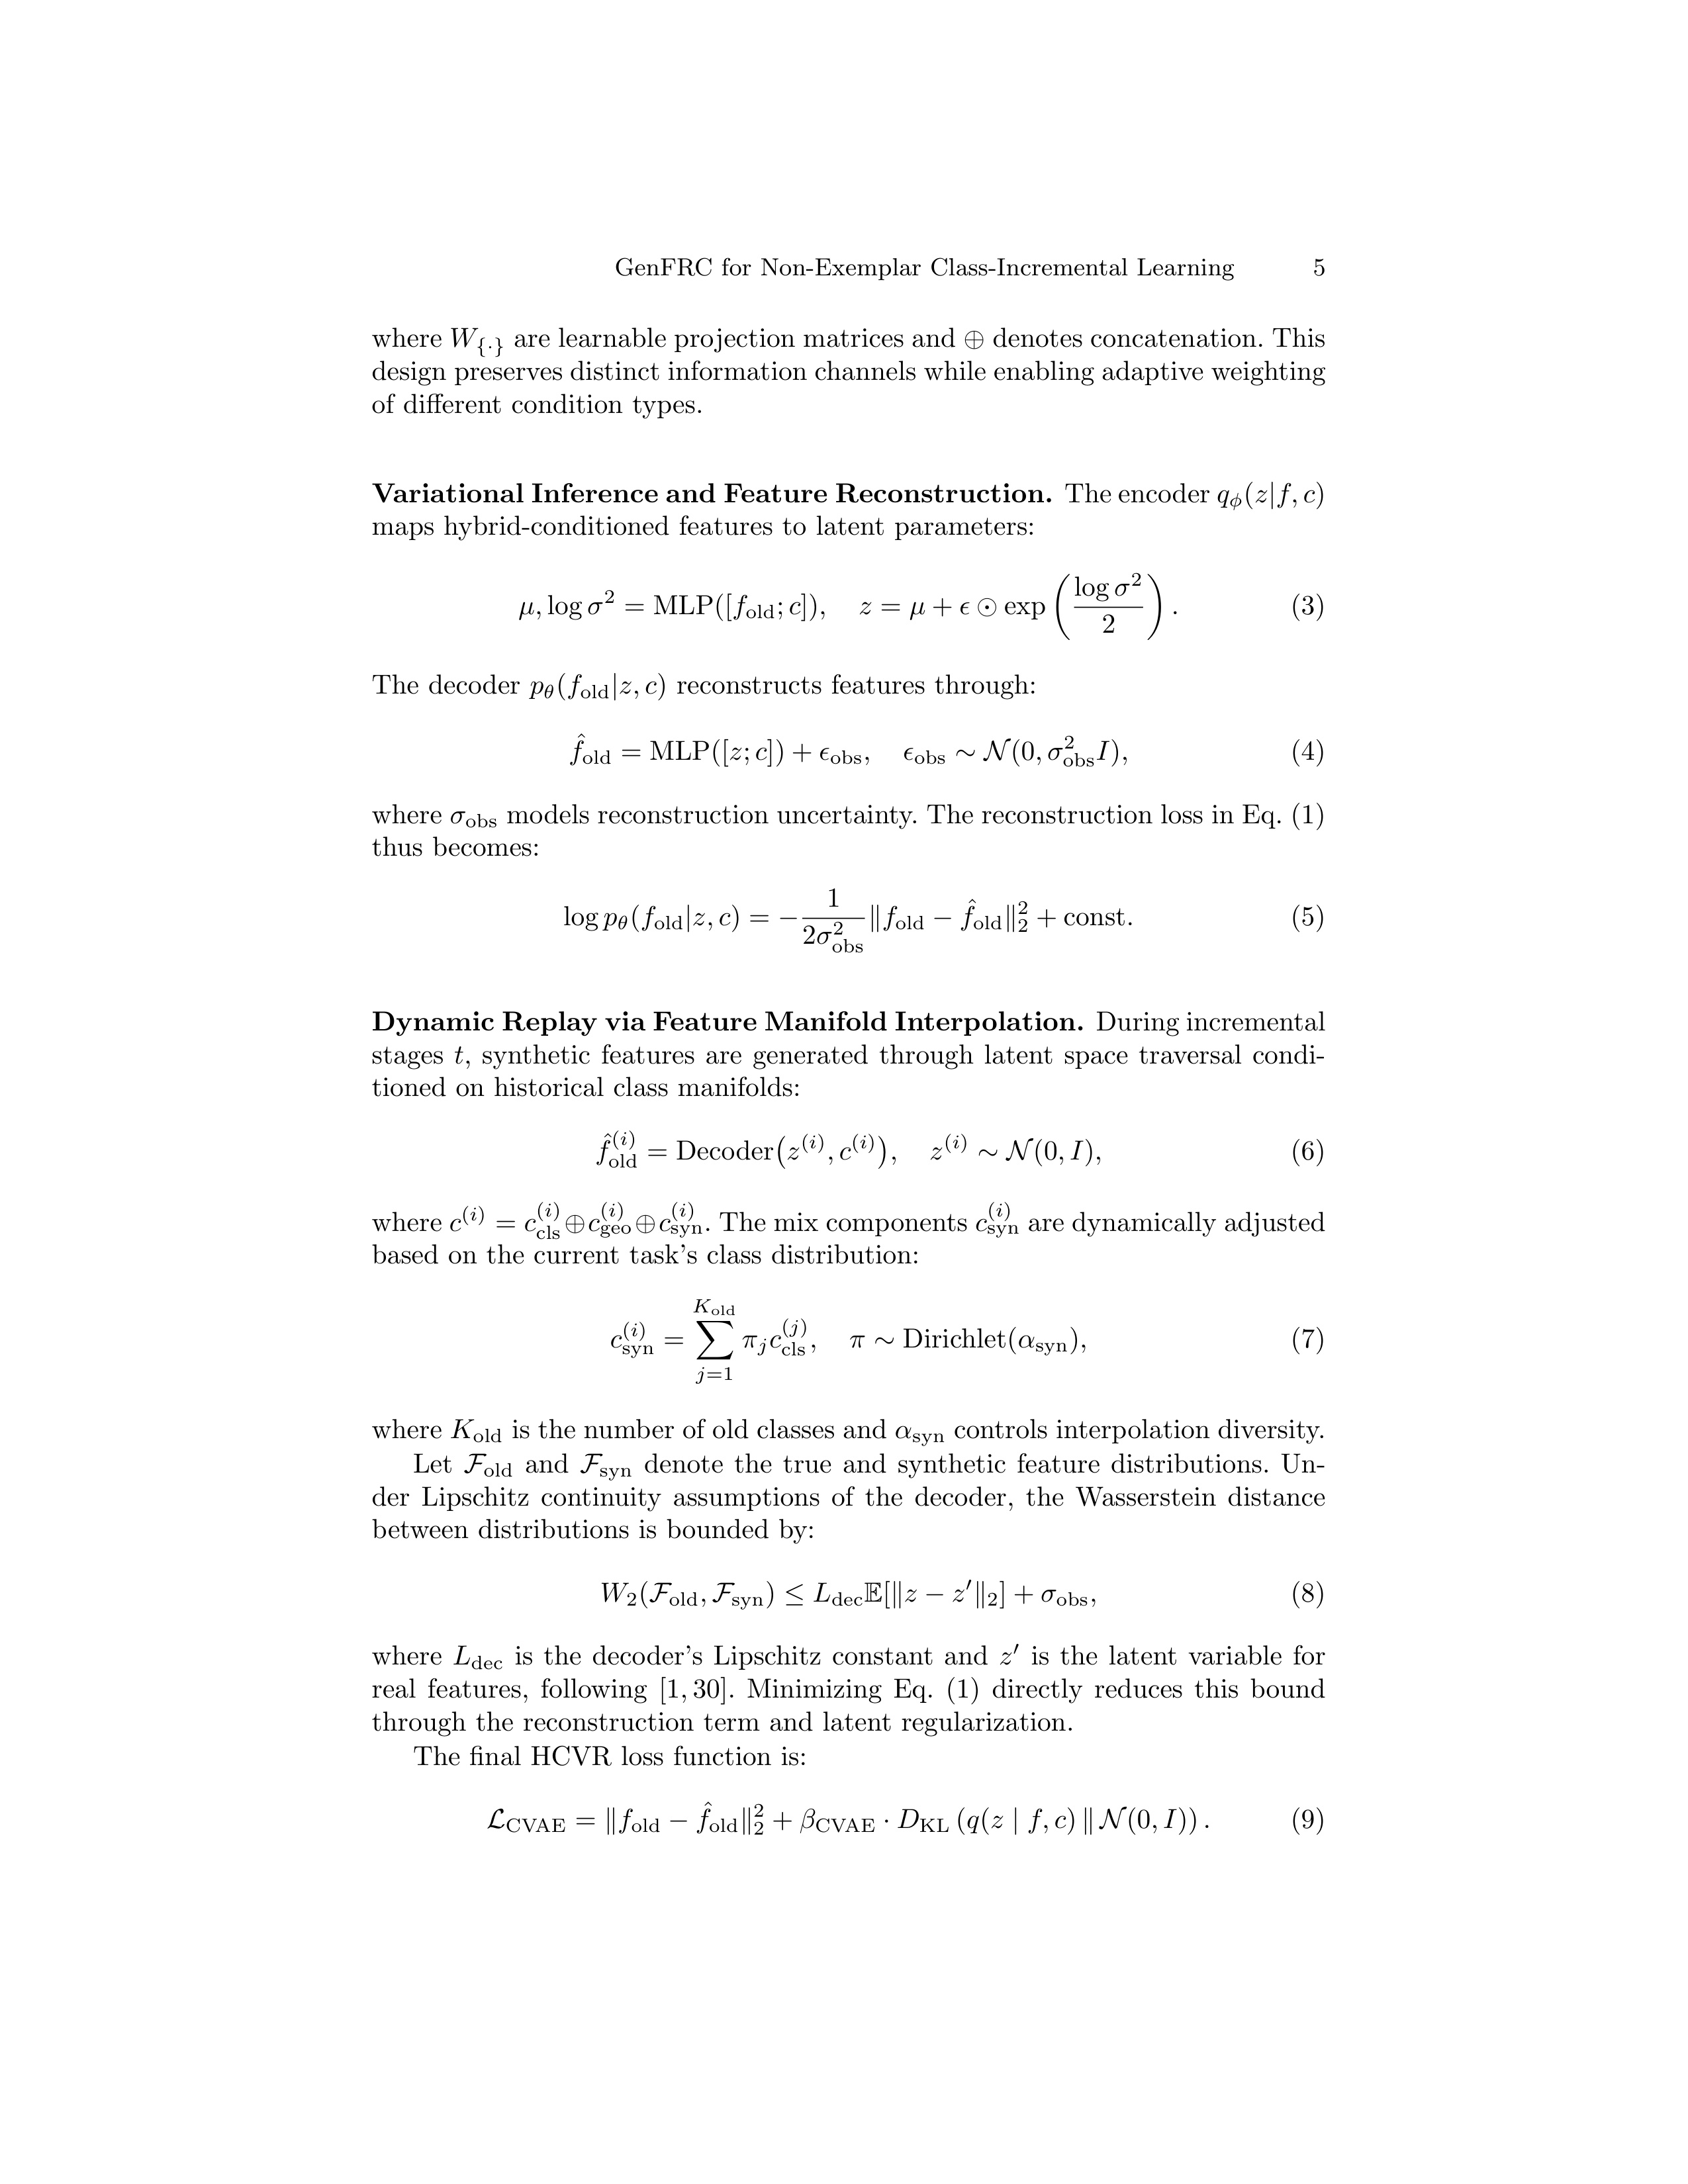 GenFRC for Non-Exemplar Class-Incremental Learning 5
where $W_{\{\cdot\}}$ are learnable projection matrices and ⊕ denotes concatenation. This
design preserves distinct information channels while enabling adaptive weighting
of different condition types.
Variational Inference and Feature Reconstruction. The encoder $q_\phi(z|f, c)$
maps hybrid-conditioned features to latent parameters:
$\mu, \log \sigma^2 = \mathrm{MLP}([f_{\mathrm{old}}; c]), \quad z = \mu + \epsilon \odot \exp\left(\frac{\log \sigma^2}{2}\right).$ (3)
The decoder $p_\theta(f_{\mathrm{old}}|z, c)$ reconstructs features through:
$\hat{f}_{\mathrm{old}} = \mathrm{MLP}([z; c]) + \epsilon_{\mathrm{obs}}, \quad \epsilon_{\mathrm{obs}} \sim \mathcal{N}(0, \sigma^2_{\mathrm{obs}} I),$ (4)
where $\sigma_{\mathrm{obs}}$ models reconstruction uncertainty. The reconstruction loss in Eq. (1)
thus becomes:
$\log p_\theta(f_{\mathrm{old}}|z, c) = -\frac{1}{2\sigma^2_{\mathrm{obs}}} \|f_{\mathrm{old}} - \hat{f}_{\mathrm{old}}\|_2^2 + \mathrm{const}.$ (5)
Dynamic Replay via Feature Manifold Interpolation. During incremental
stages $t$, synthetic features are generated through latent space traversal condi-
tioned on historical class manifolds:
$\hat{f}^{(i)}_{\mathrm{old}} = \mathrm{Decoder}\big(z^{(i)}, c^{(i)}\big), \quad z^{(i)} \sim \mathcal{N}(0, I),$ (6)
where $c^{(i)} = c^{(i)}_{\mathrm{cls}} \oplus c^{(i)}_{\mathrm{geo}} \oplus c^{(i)}_{\mathrm{syn}}$. The mix components $c^{(i)}_{\mathrm{syn}}$ are dynamically adjusted
based on the current task's class distribution:
$c^{(i)}_{\mathrm{syn}} = \sum_{j=1}^{K_{\mathrm{old}}} \pi_j c^{(j)}_{\mathrm{cls}}, \quad \pi \sim \mathrm{Dirichlet}(\alpha_{\mathrm{syn}}),$ (7)
where $K_{\mathrm{old}}$ is the number of old classes and $\alpha_{\mathrm{syn}}$ controls interpolation diversity.
Let $\mathcal{F}_{\mathrm{old}}$ and $\mathcal{F}_{\mathrm{syn}}$ denote the true and synthetic feature distributions. Un-
der Lipschitz continuity assumptions of the decoder, the Wasserstein distance
between distributions is bounded by:
$W_2(\mathcal{F}_{\mathrm{old}}, \mathcal{F}_{\mathrm{syn}}) \leq L_{\mathrm{dec}} \mathbb{E}[\|z - z'\|_2] + \sigma_{\mathrm{obs}},$ (8)
where $L_{\mathrm{dec}}$ is the decoder's Lipschitz constant and $z'$ is the latent variable for
real features, following [1, 30]. Minimizing Eq. (1) directly reduces this bound
through the reconstruction term and latent regularization.
The final HCVR loss function is:
$\mathcal{L}_{\mathrm{CVAE}} = \|f_{\mathrm{old}} - \hat{f}_{\mathrm{old}}\|_2^2 + \beta_{\mathrm{CVAE}} \cdot D_{\mathrm{KL}}\left(q(z \mid f, c) \,\|\, \mathcal{N}(0, I)\right).$ (9)